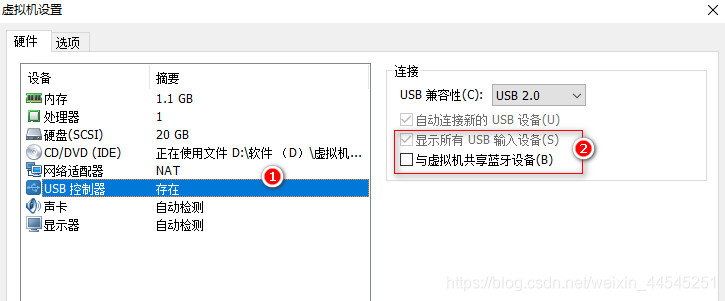 虚拟机设置
硬件 选项
设备 摘要
内存 1.1 GB
处理器 1
硬盘(SCSI) 20 GB
CD/DVD (IDE) 正在使用文件 D:\软件 （D）\虚拟机...
网络适配器 NAT
USB 控制器 存在
声卡 自动检测
显示器 自动检测
1
连接
USB 兼容性(C): USB 2.0
自动连接新的 USB 设备(U)
显示所有 USB 输入设备(S)
与虚拟机共享蓝牙设备(B)
2
https://blog.csdn.net/weixin_44545251